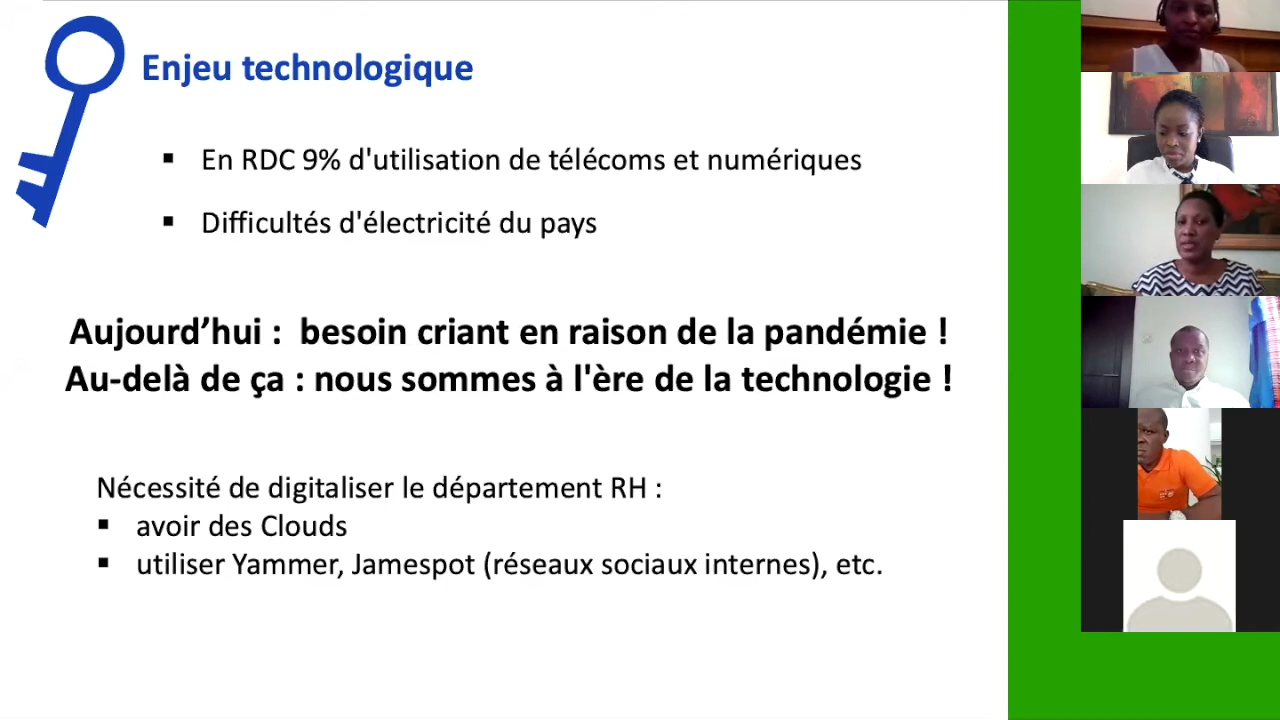 Enjeu technologique
▪ En RDC 9% d'utilisation de télécoms et numériques
▪ Difficultés d'électricité du pays
Aujourd’hui : besoin criant en raison de la pandémie !
Au-delà de ça : nous sommes à l'ère de la technologie !
Nécessité de digitaliser le département RH :
▪ avoir des Clouds
▪ utiliser Yammer, Jamespot (réseaux sociaux internes), etc.